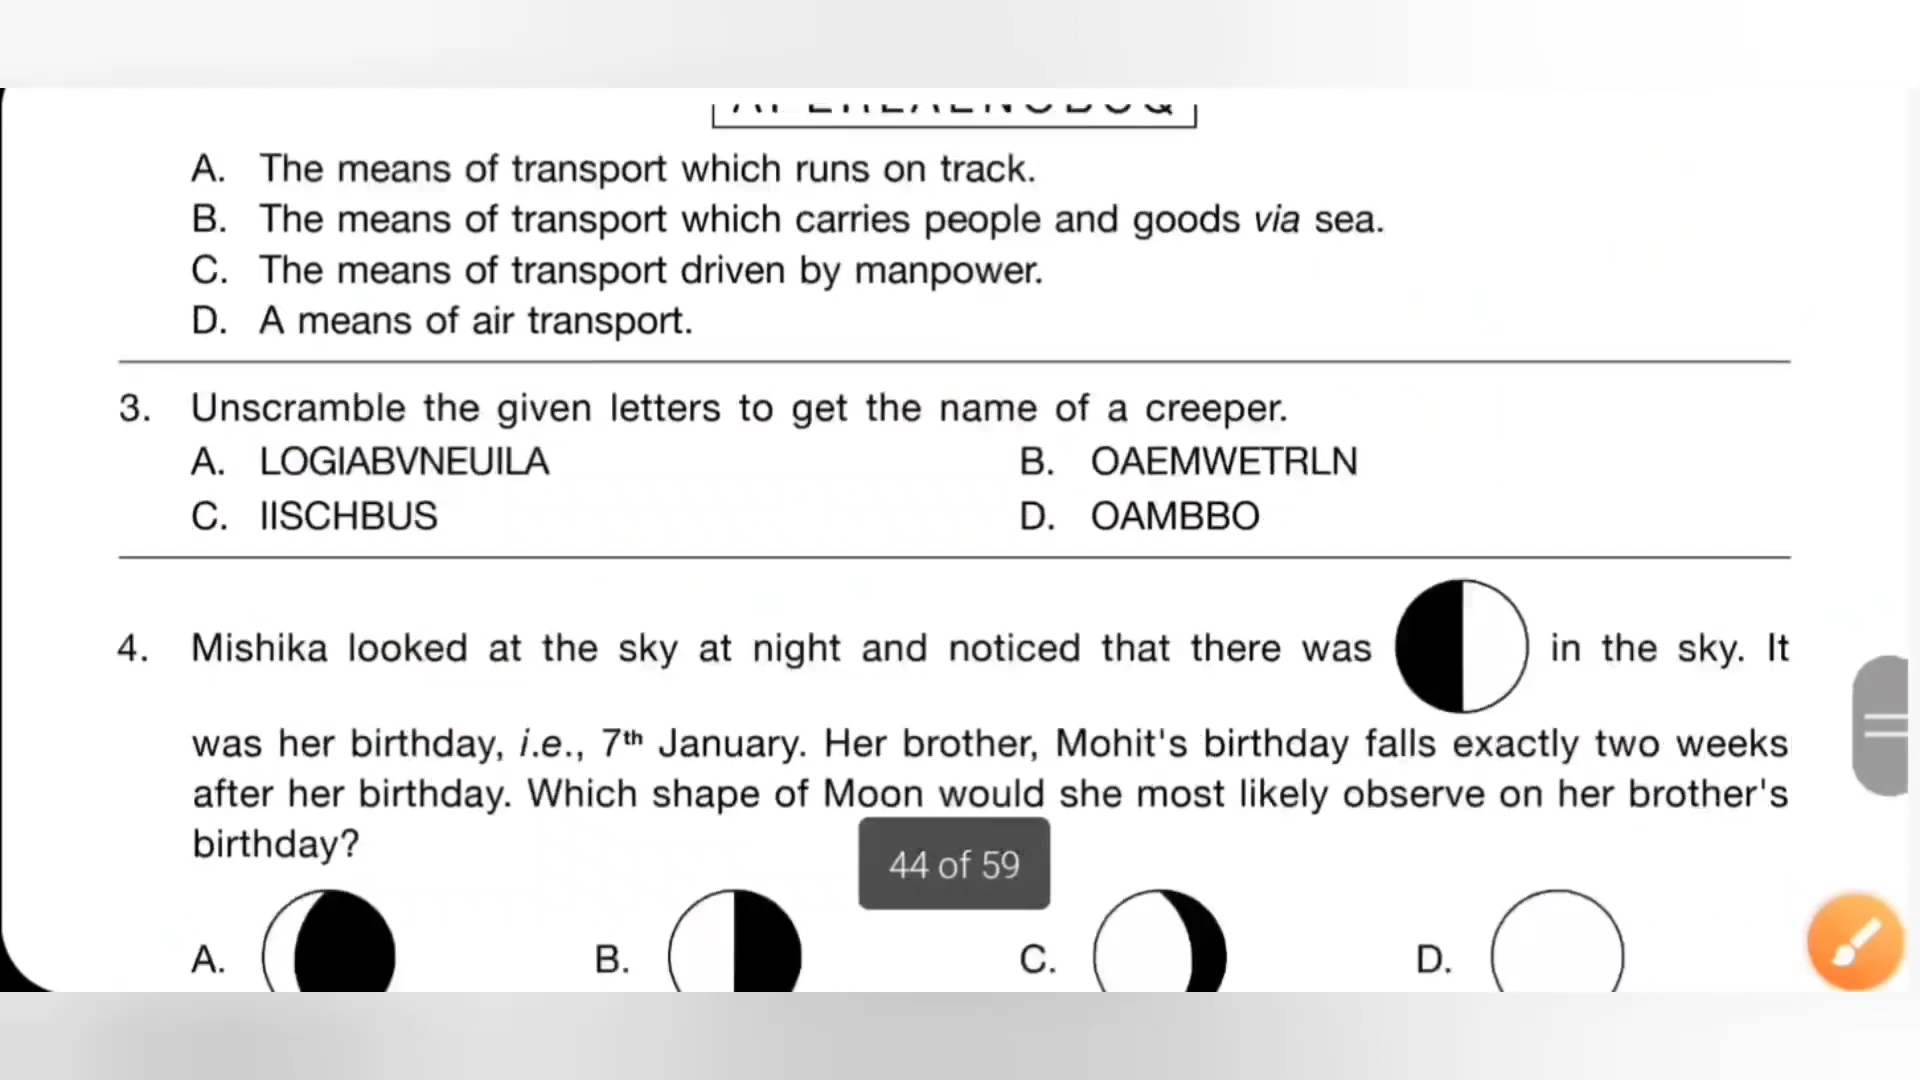 A. The means of transport which runs on track.
B. The means of transport which carries people and goods via sea.
C. The means of transport driven by manpower.
D. A means of air transport.
3. Unscramble the given letters to get the name of a creeper.
A. LOGIABVNEUILA B. OAEMWETRLN
C. IISCHBUS D. OAMBBO
4. Mishika looked at the sky at night and noticed that there was in the sky. It
was her birthday, i.e., 7th January. Her brother, Mohit's birthday falls exactly two weeks
after her birthday. Which shape of Moon would she most likely observe on her brother's
birthday?
44 of 59
A. B. C. D.